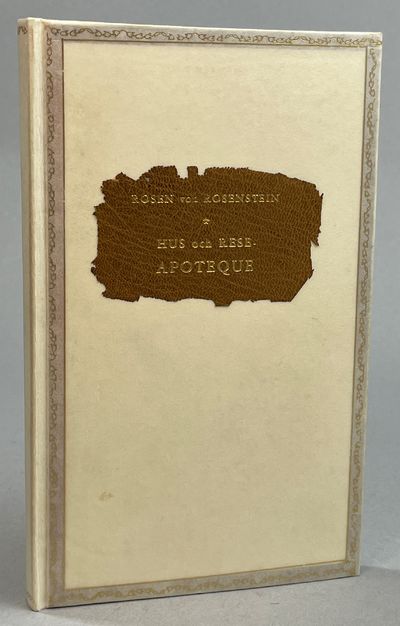 ROSEN von ROSENSTEIN
*
HUS och RESE-
APOTEQUE